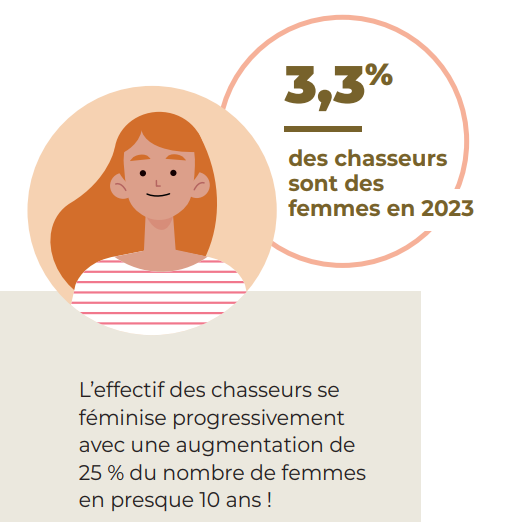 3,3%
des chasseurs
sont des
femmes en 2023
L’effectif des chasseurs se
féminise progressivement
avec une augmentation de
25 % du nombre de femmes
en presque 10 ans !